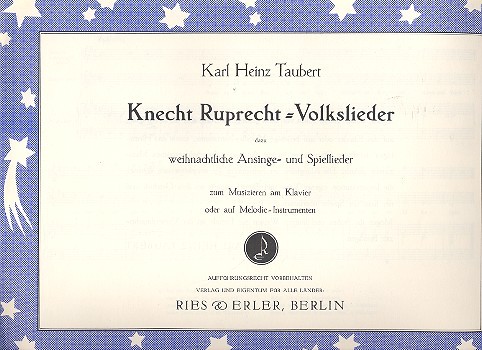 Karl Heinz Taubert
Knecht Ruprecht-Volkslieder
dazu
weihnachtliche Ansinge- und Spiellieder
zum Musizieren am Klavier
oder auf Melodie-Instrumenten
R
AUFFÜHRUNGSRECHT VORBEHALTEN
VERLAG UND EIGENTUM FÜR ALLE LÄNDER:
RIES & ERLER, BERLIN